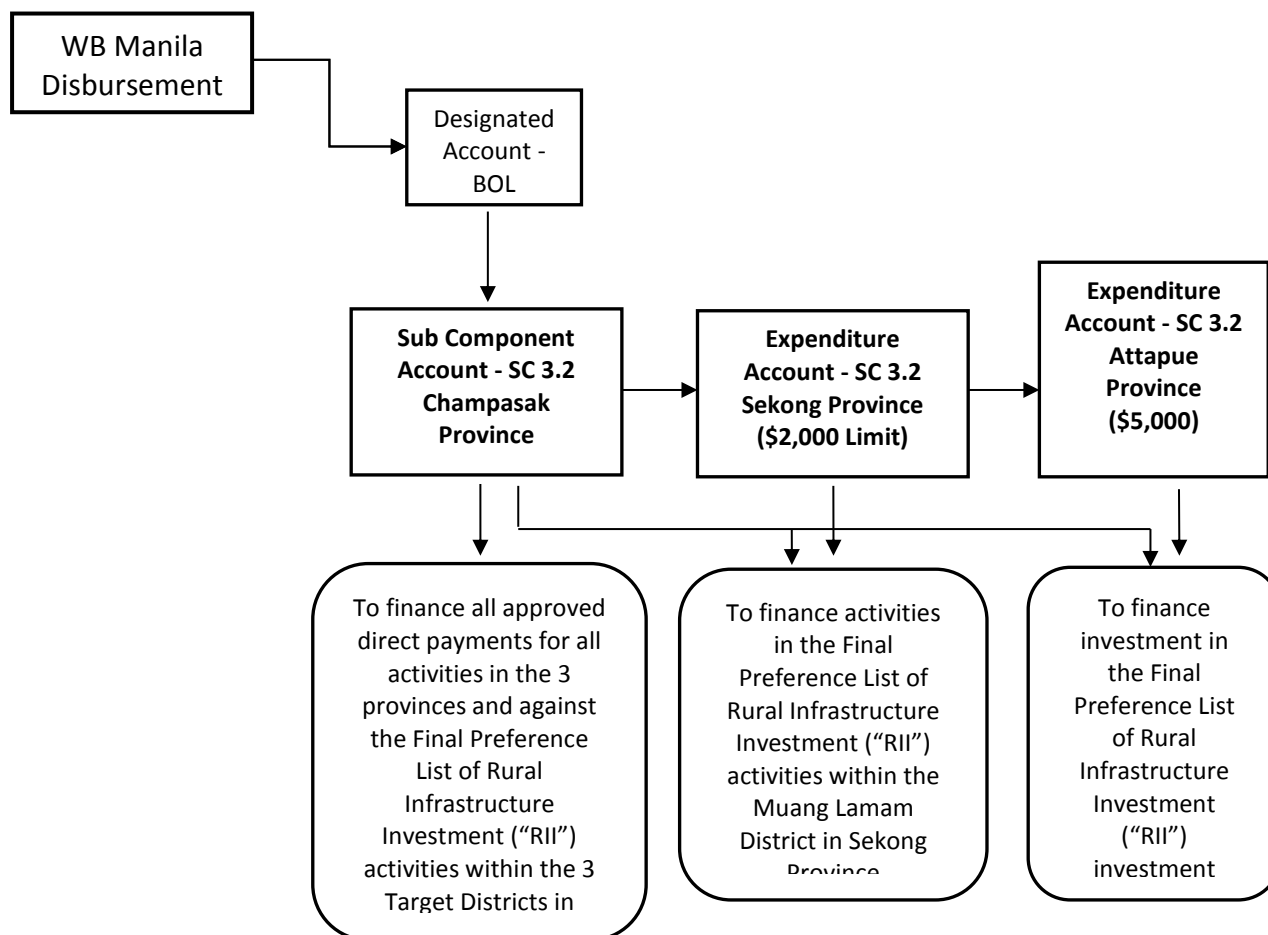 WB Manila
Disbursement
Designated
Account -
BOL
Sub Component
Account - SC 3.2
Champasak
Province
Expenditure
Account - SC 3.2
Sekong Province
($2,000 Limit)
Expenditure
Account - SC 3.2
Attapue
Province
($5,000)
To finance all approved
direct payments for all
activities in the 3
provinces and against
the Final Preference
List of Rural
Infrastructure
Investment (“RII”)
activities within the 3
Target Districts in
To finance activities
in the Final
Preference List of
Rural Infrastructure
Investment (“RII”)
activities within the
Muang Lamam
District in Sekong
Province
To finance
investment in
the Final
Preference List
of Rural
Infrastructure
Investment
(“RII”)
investment